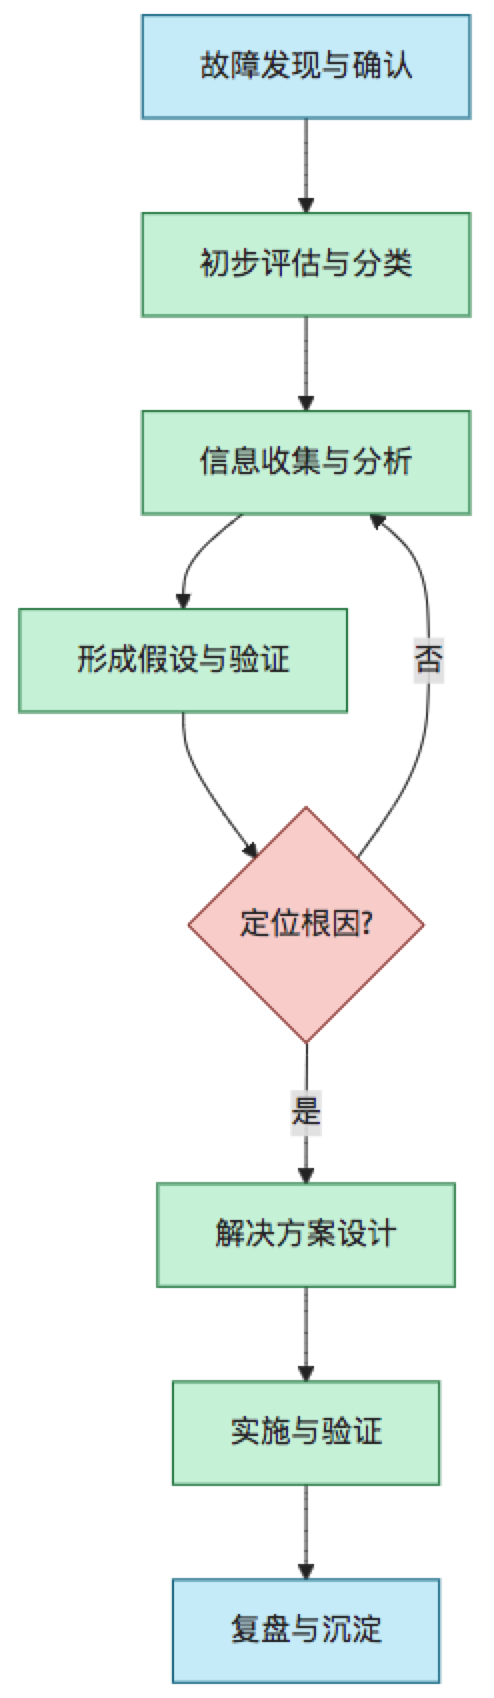 故障发现与确认
初步评估与分类
信息收集与分析
形成假设与验证
否
定位根因?
是
解决方案设计
实施与验证
复盘与沉淀